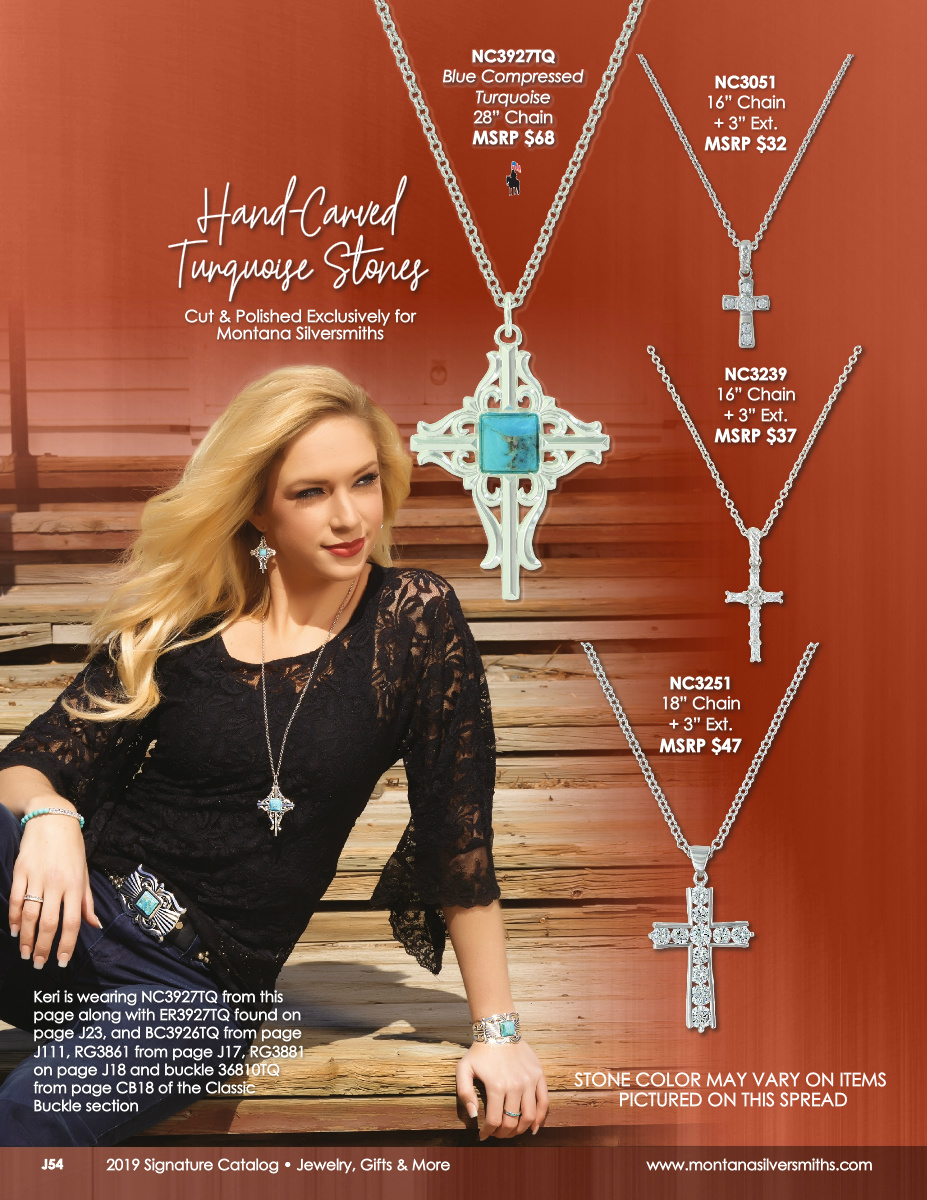 NC3927TQ
Blue Compressed
Turquoise
28” Chain
MSRP $68
NC3051
16” Chain
+ 3” Ext.
MSRP $32
Hand-Carved
Turquoise Stones
Cut & Polished Exclusively for
Montana Silversmiths
NC3239
16” Chain
+ 3” Ext.
MSRP $37
NC3251
18” Chain
+ 3” Ext.
MSRP $47
Keri is wearing NC3927TQ from this
page along with ER3927TQ found on
page J23, and BC3926TQ from page
J111, RG3861 from page J17, RG3881
on page J18 and buckle 36810TQ
from page CB18 of the Classic
Buckle section
STONE COLOR MAY VARY ON ITEMS
PICTURED ON THIS SPREAD
J54 2019 Signature Catalog • Jewelry, Gifts & More www.montanasilversmiths.com